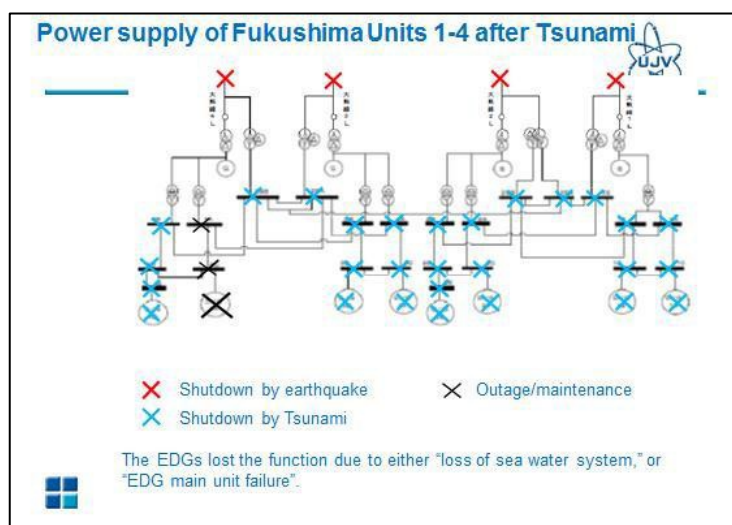 Power supply of Fukushima Units 1-4 after Tsunami
UJV
Shutdown by earthquake
Outage/maintenance
Shutdown by Tsunami
The EDGs lost the function due to either “loss of sea water system,” or
“EDG main unit failure”.